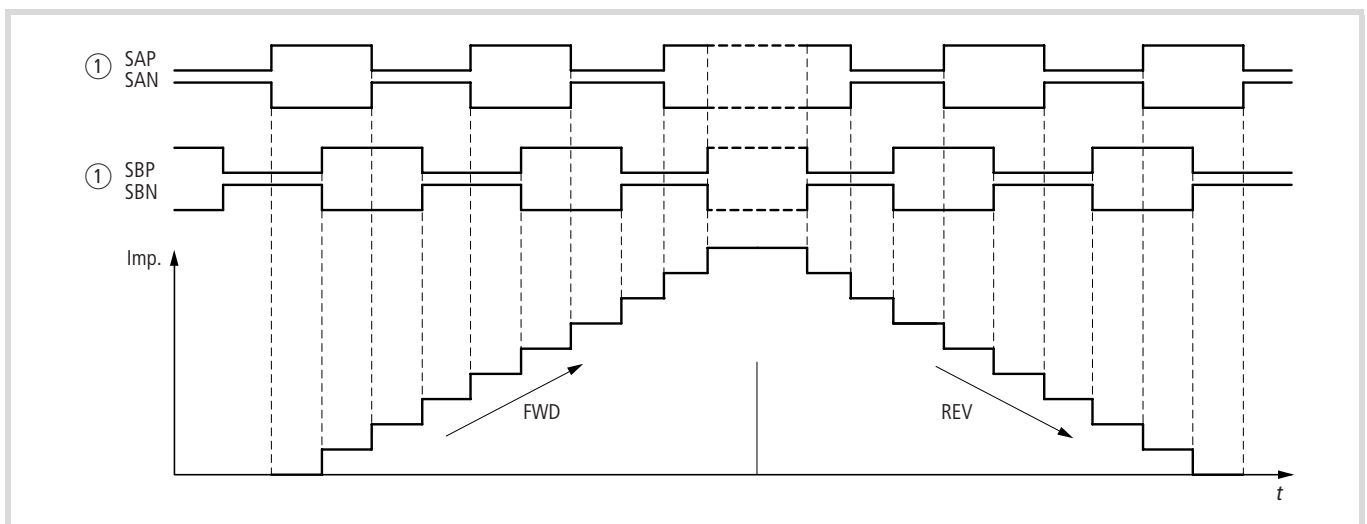 ① SAP
SAN
① SBP
SBN
Imp.
FWD
REV
t